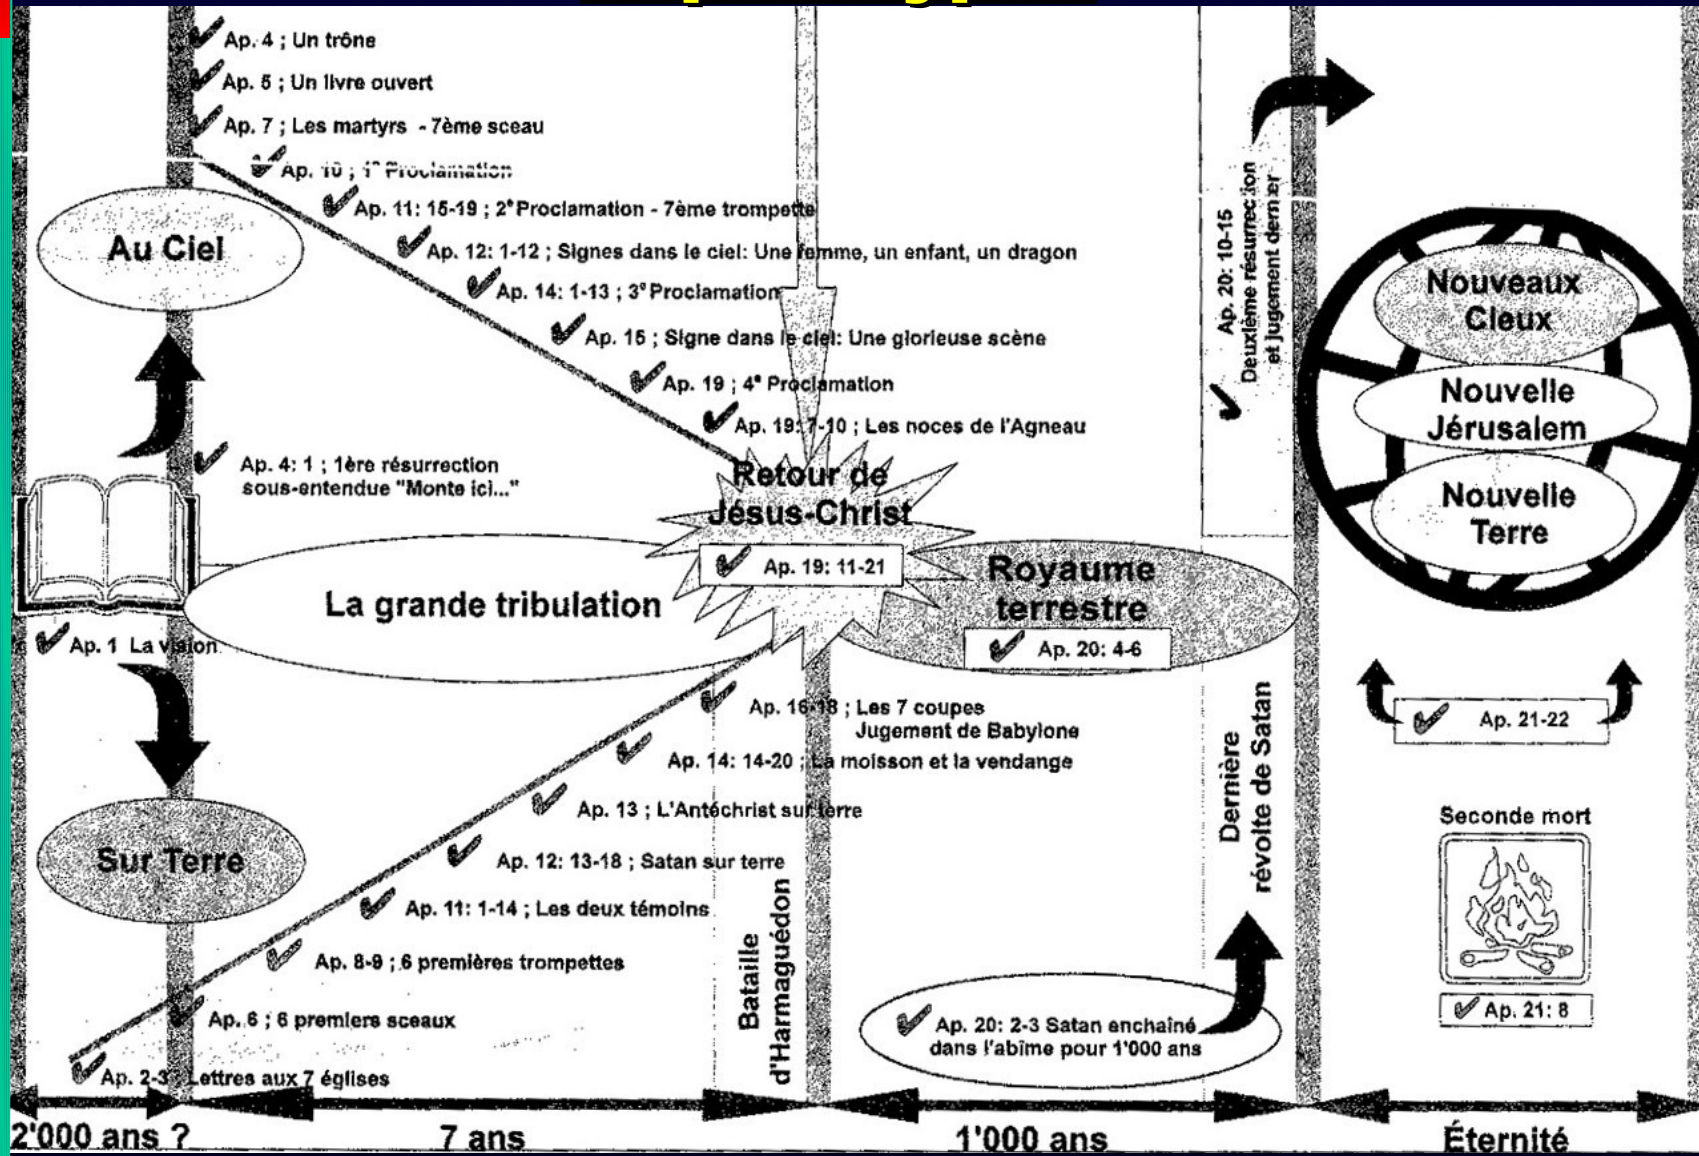 Ap. 4 ; Un trône
Ap. 5 ; Un livre ouvert
Ap. 7 ; Les martyrs - 7ème sceau
Ap. 10 ; 1° Proclamation
Ap. 11: 15-19 ; 2° Proclamation - 7ème trompette
Ap. 12: 1-12 ; Signes dans le ciel: Une femme, un enfant, un dragon
Ap. 14: 1-13 ; 3° Proclamation
Ap. 15 ; Signe dans le ciel: Une glorieuse scène
Ap. 19 ; 4° Proclamation
Ap. 19: 7-10 ; Les noces de l'Agneau
Au Ciel
Ap. 4: 1 ; 1ère résurrection
sous-entendue "Monte ici..."
Retour de
Jésus-Christ
Ap. 19: 11-21
La grande tribulation
Royaume
terrestre
Ap. 20: 4-6
Ap. 1 La vision
Ap. 16-18 ; Les 7 coupes
Jugement de Babylone
Ap. 14: 14-20 ; La moisson et la vendange
Ap. 13 ; L'Antéchrist sur terre
Ap. 12: 13-18 ; Satan sur terre
Ap. 11: 1-14 ; Les deux témoins
Ap. 8-9 ; 6 premières trompettes
Ap. 6 ; 6 premiers sceaux
Ap. 2-3 ; Lettres aux 7 églises
Sur Terre
Bataille
d'Harmaguédon
Ap. 20: 2-3 Satan enchaîné
dans l'abîme pour 1'000 ans
Dernière
révolte de Satan
Ap. 20: 10-15
Deuxième résurrection
et jugement dernier
Nouveaux
Cieux
Nouvelle
Jérusalem
Nouvelle
Terre
Ap. 21-22
Seconde mort
Ap. 21: 8
2'000 ans ?
7 ans
1'000 ans
Éternité